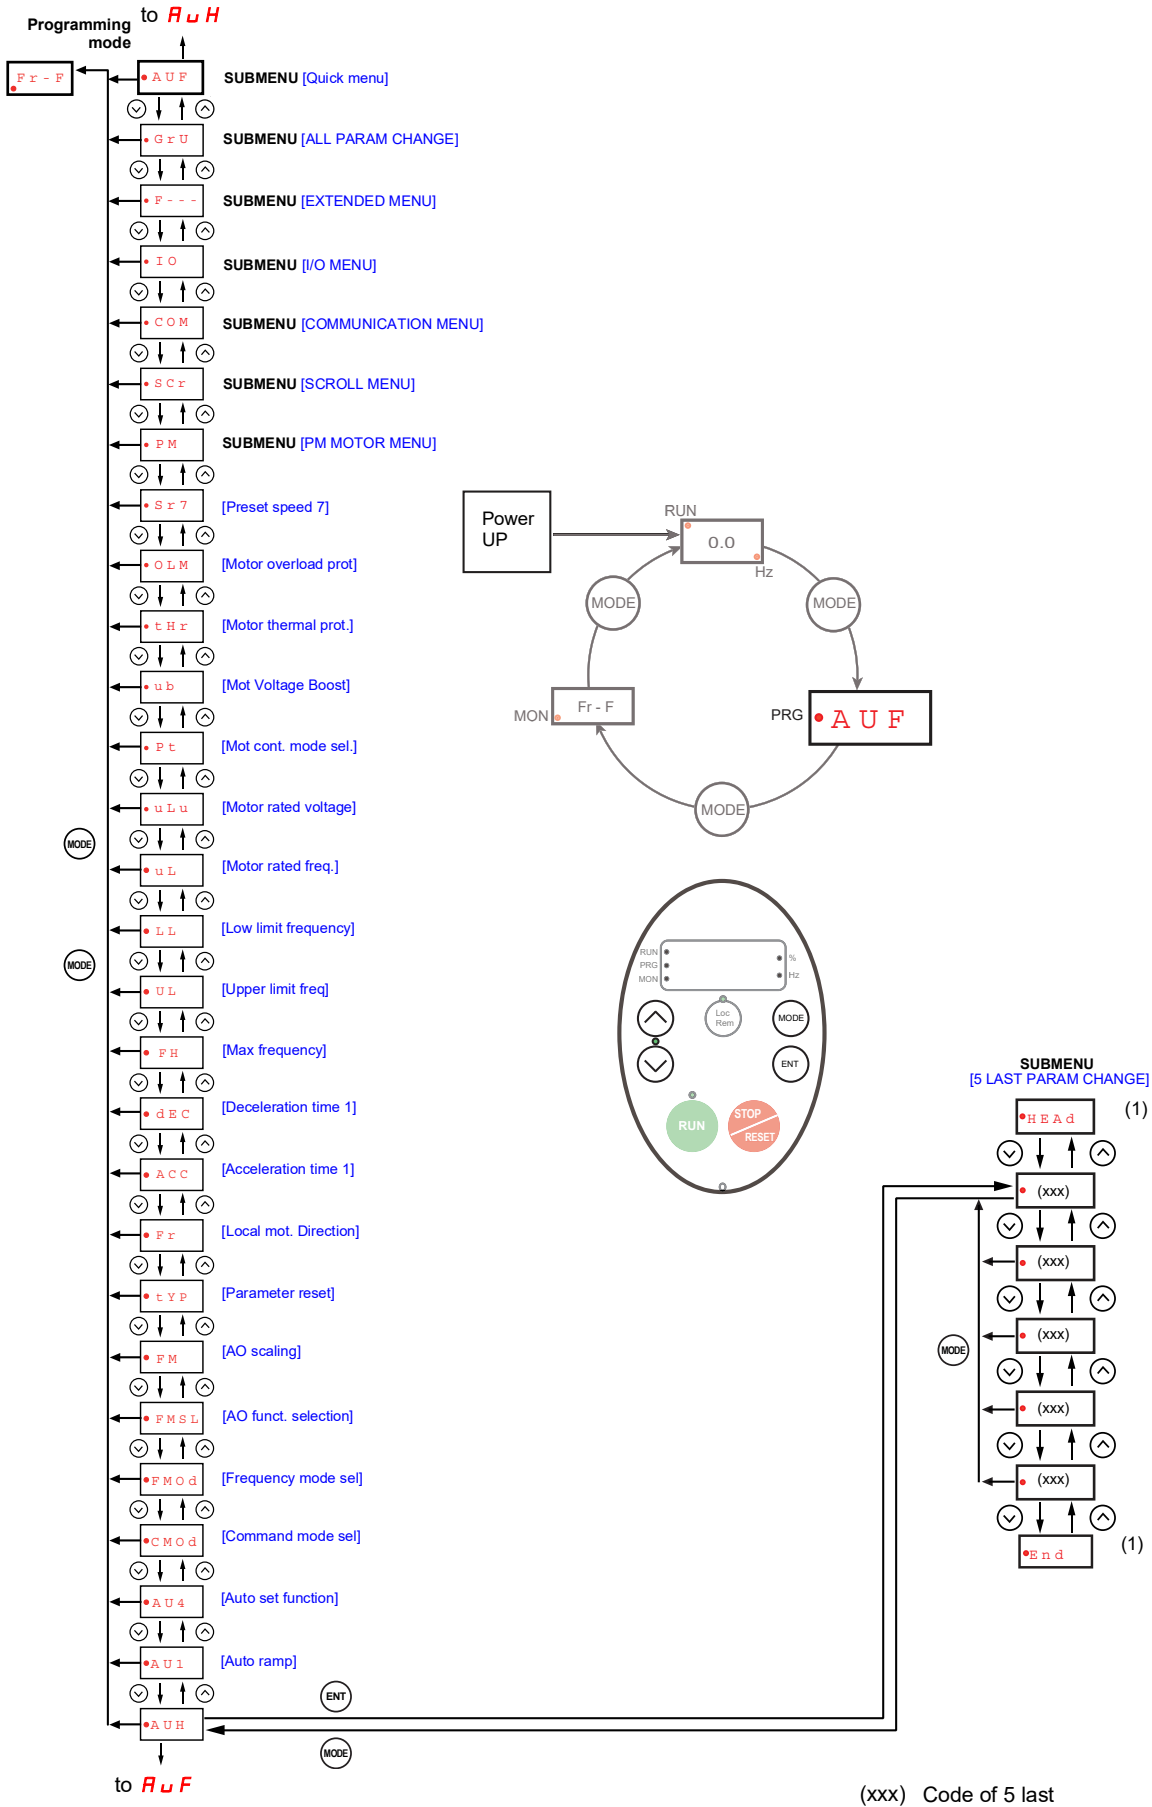 to AuH
Programming
mode
Fr-F
AUF
SUBMENU [Quick menu]
GrU
SUBMENU [ALL PARAM CHANGE]
F---
SUBMENU [EXTENDED MENU]
IO
SUBMENU [I/O MENU]
COM
SUBMENU [COMMUNICATION MENU]
SCr
SUBMENU [SCROLL MENU]
PM
SUBMENU [PM MOTOR MENU]
Sr7
[Preset speed 7]
OLM
[Motor overload prot]
tHr
[Motor thermal prot.]
ub
[Mot Voltage Boost]
Pt
[Mot cont. mode sel.]
uLu
[Motor rated voltage]
MODE
uL
[Motor rated freq.]
LL
[Low limit frequency]
MODE
UL
[Upper limit freq]
FH
[Max frequency]
dEC
[Deceleration time 1]
ACC
[Acceleration time 1]
Fr
[Local mot. Direction]
tYP
[Parameter reset]
FM
[AO scaling]
FMSL
[AO funct. selection]
FMOd
[Frequency mode sel]
CMOd
[Command mode sel]
AU4
[Auto set function]
AU1
[Auto ramp]
AUH
ENT
MODE
to AuF
Power
UP
RUN
0.0
Hz
MODE
MODE
MON
Fr - F
PRG
AUF
MODE
RUN
PRG
MON
%
Hz
Loc
Rem
MODE
ENT
RUN
STOP
RESET
SUBMENU
[5 LAST PARAM CHANGE]
HEAd
(1)
(xxx)
(xxx)
(xxx)
MODE
(xxx)
(xxx)
End
(1)
(xxx) Code of 5 last